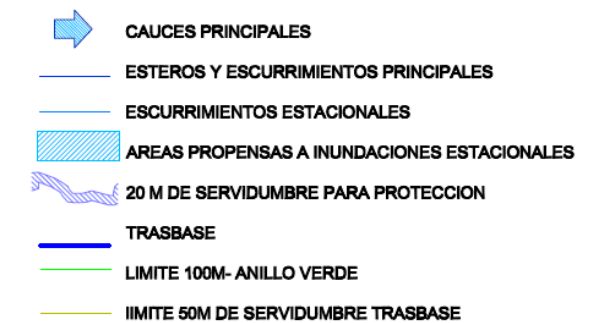 CAUCES PRINCIPALES
ESTEROS Y ESCURRIMIENTOS PRINCIPALES
ESCURRIMIENTOS ESTACIONALES
AREAS PROPENSAS A INUNDACIONES ESTACIONALES
20 M DE SERVIDUMBRE PARA PROTECCION
TRASBASE
LIMITE 100M- ANILLO VERDE
IIMITE 50M DE SERVIDUMBRE TRASBASE